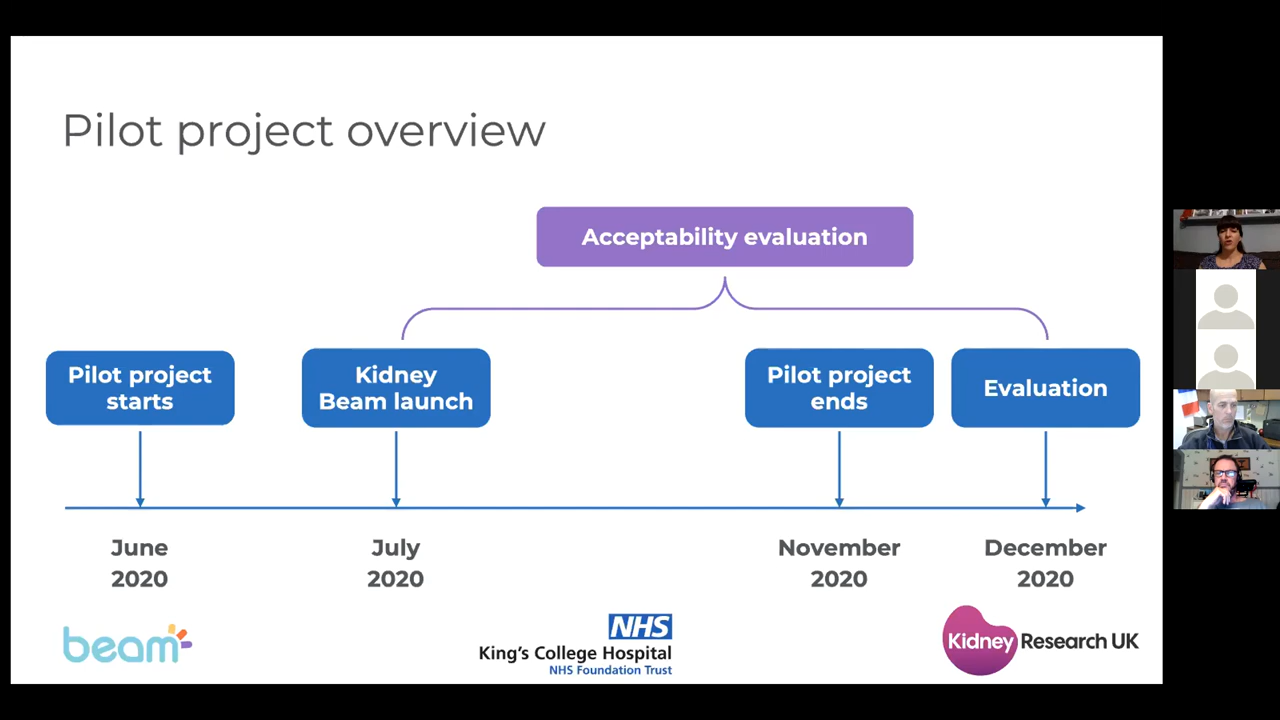 Pilot project overview
Acceptability evaluation
Pilot project
starts
Kidney
Beam launch
Pilot project
ends
Evaluation
June
2020
July
2020
November
2020
December
2020
beam
NHS
King's College Hospital
NHS Foundation Trust
Kidney Research UK